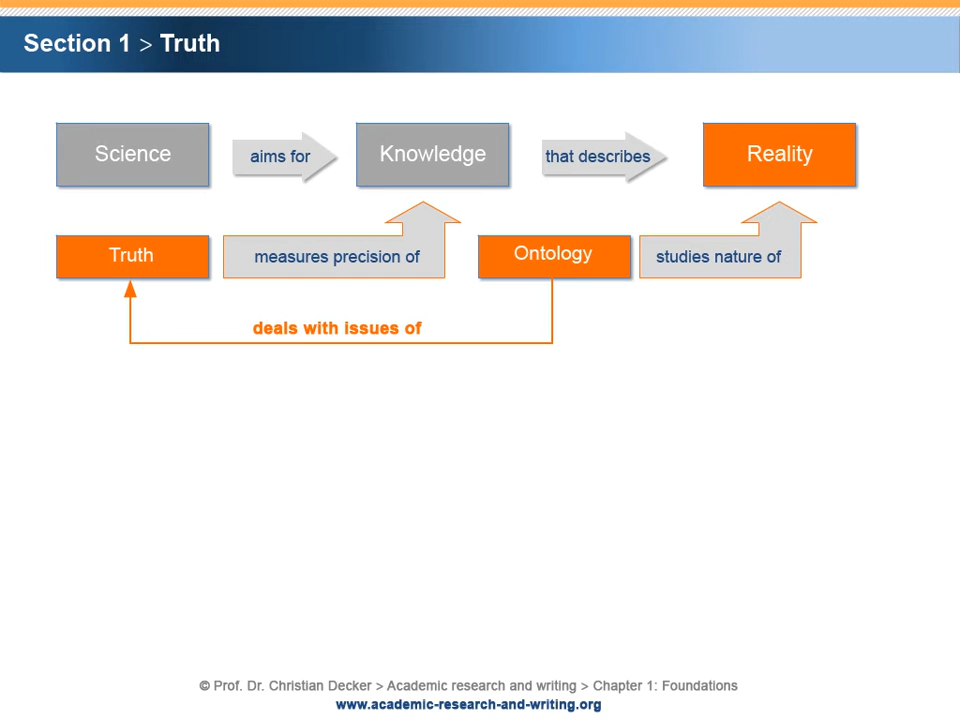 Section 1 > Truth
Science
aims for
Knowledge
that describes
Reality
Truth
measures precision of
Ontology
studies nature of
deals with issues of
© Prof. Dr. Christian Decker > Academic research and writing > Chapter 1: Foundations
www.academic-research-and-writing.org